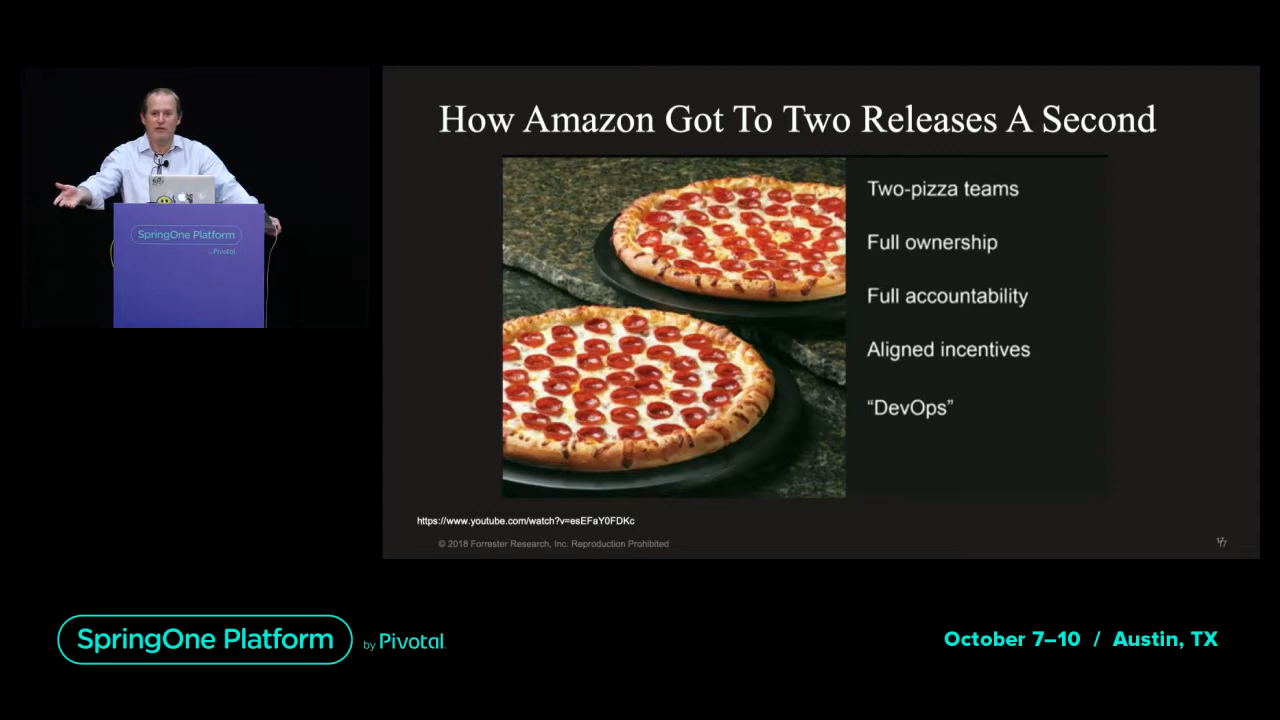 How Amazon Got To Two Releases A Second
Two-pizza teams
Full ownership
Full accountability
Aligned incentives
“DevOps”
https://www.youtube.com/watch?v=esEFaY0FDKc
© 2018 Forrester Research, Inc. Reproduction Prohibited
SpringOne Platform
by Pivotal
SpringOne Platform by Pivotal
October 7–10 / Austin, TX